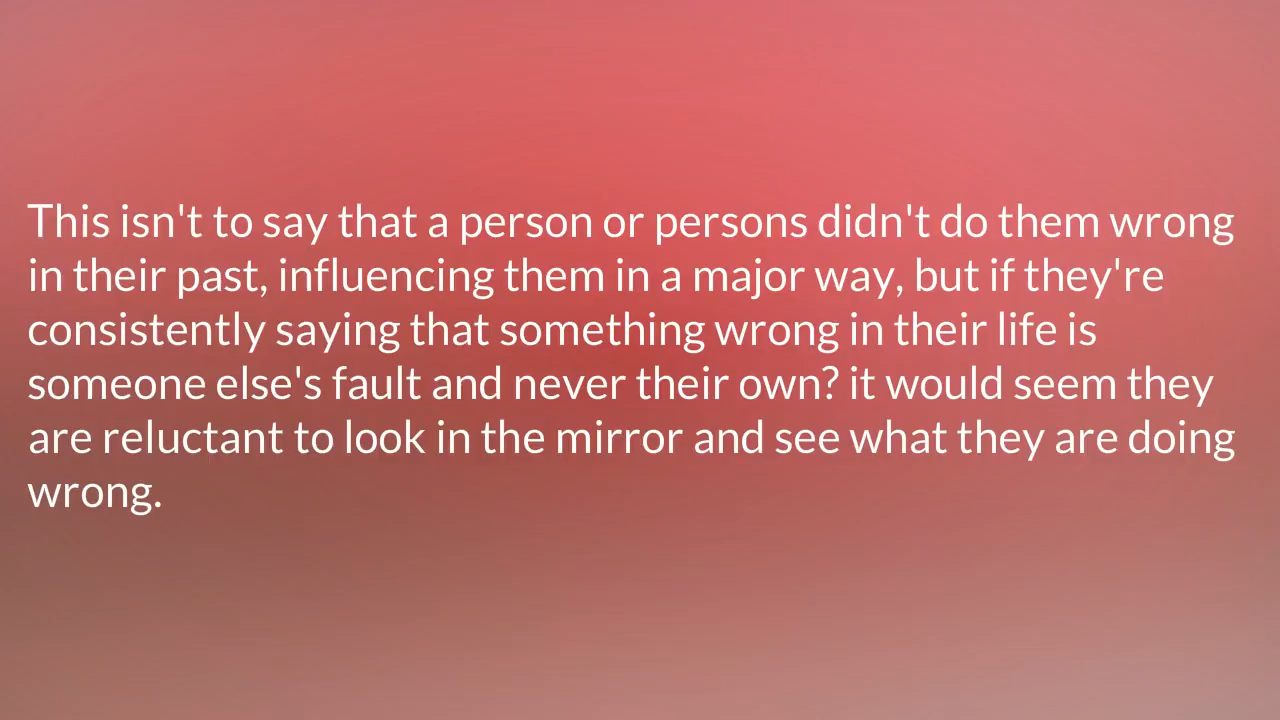 This isn't to say that a person or persons didn't do them wrong
in their past, influencing them in a major way, but if they're
consistently saying that something wrong in their life is
someone else's fault and never their own? it would seem they
are reluctant to look in the mirror and see what they are doing
wrong.